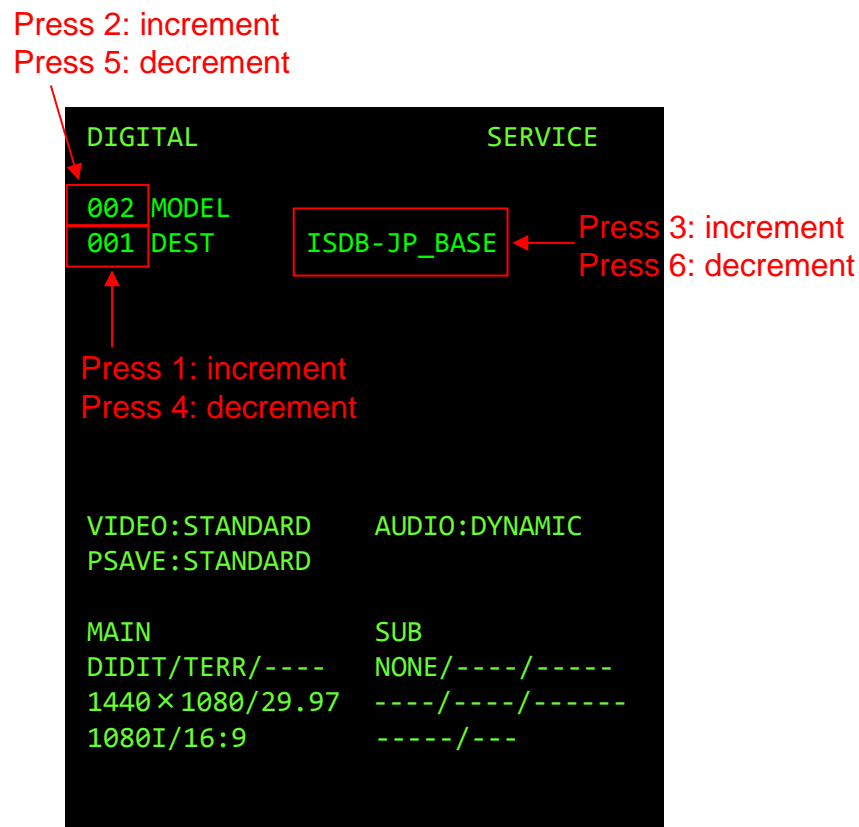 Press 2: increment
Press 5: decrement
DIGITAL SERVICE
002 MODEL
001 DEST ISDB-JP_BASE
Press 3: increment
Press 6: decrement
Press 1: increment
Press 4: decrement
VIDEO:STANDARD AUDIO:DYNAMIC
PSAVE:STANDARD
MAIN SUB
DIDIT/TERR/---- NONE/----/-----
1440×1080/29.97 ----/----/------
1080I/16:9 -----/---